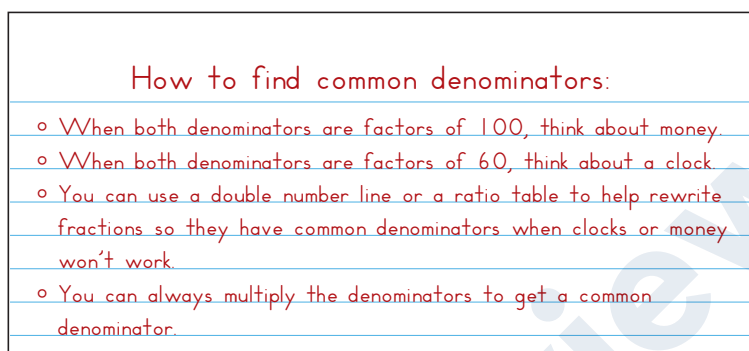 How to find common denominators:
° When both denominators are factors of 100, think about money.
° When both denominators are factors of 60, think about a clock.
° You can use a double number line or a ratio table to help rewrite
fractions so they have common denominators when clocks or money
won't work.
° You can always multiply the denominators to get a common
denominator.